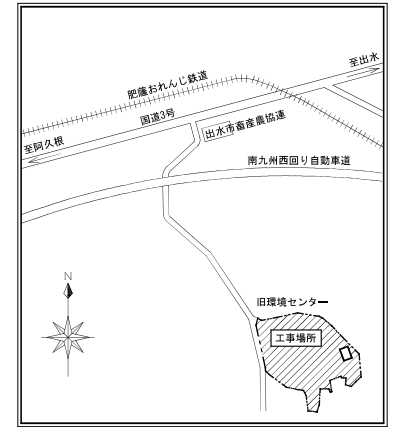 至出水
肥薩おれんじ鉄道
国道3号
出水市畜産農協連
至阿久根
南九州西回り自動車道
N
旧環境センター
工事場所